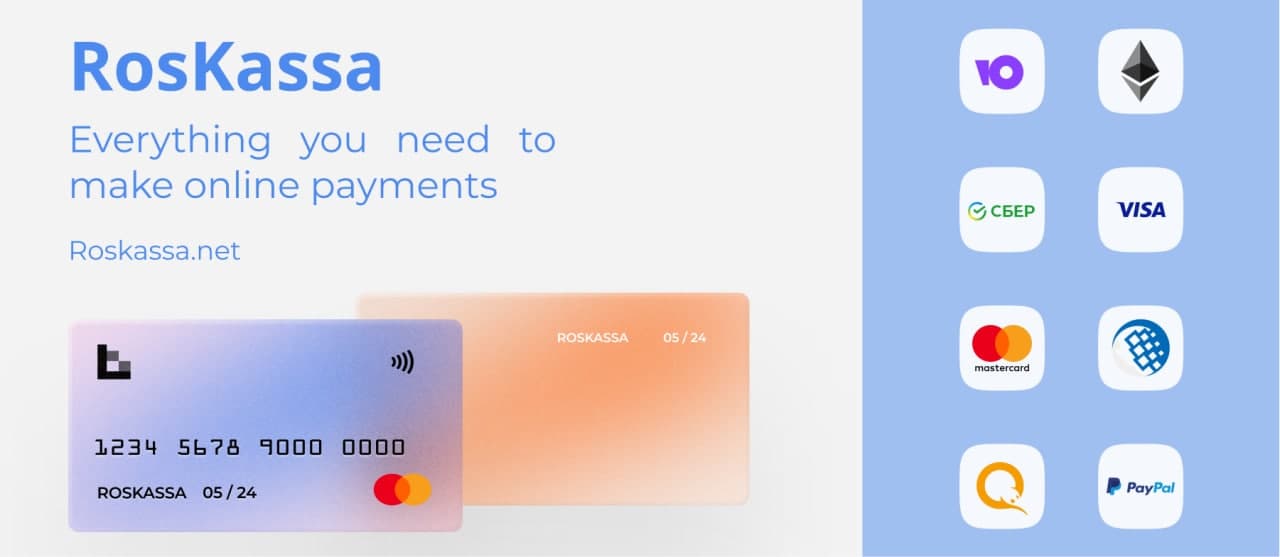 RosKassa
Everything you need to
make online payments
Roskassa.net
ROSKASSA 05 / 24
1234 5678 9000 0000
ROSKASSA 05 / 24
Ю
СБЕР
VISA
mastercard
PayPal